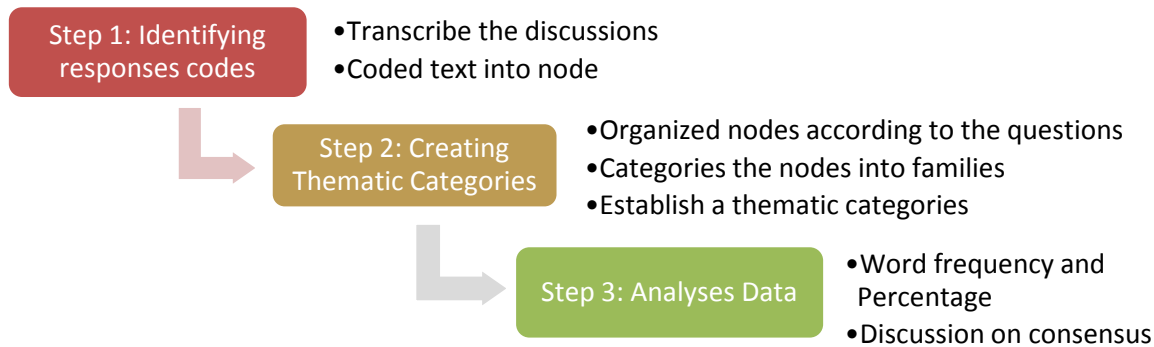 Step 1: Identifying
responses codes
•Transcribe the discussions
•Coded text into node
Step 2: Creating
Thematic Categories
•Organized nodes according to the questions
•Categories the nodes into families
•Establish a thematic categories
Step 3: Analyses Data
•Word frequency and
Percentage
•Discussion on consensus